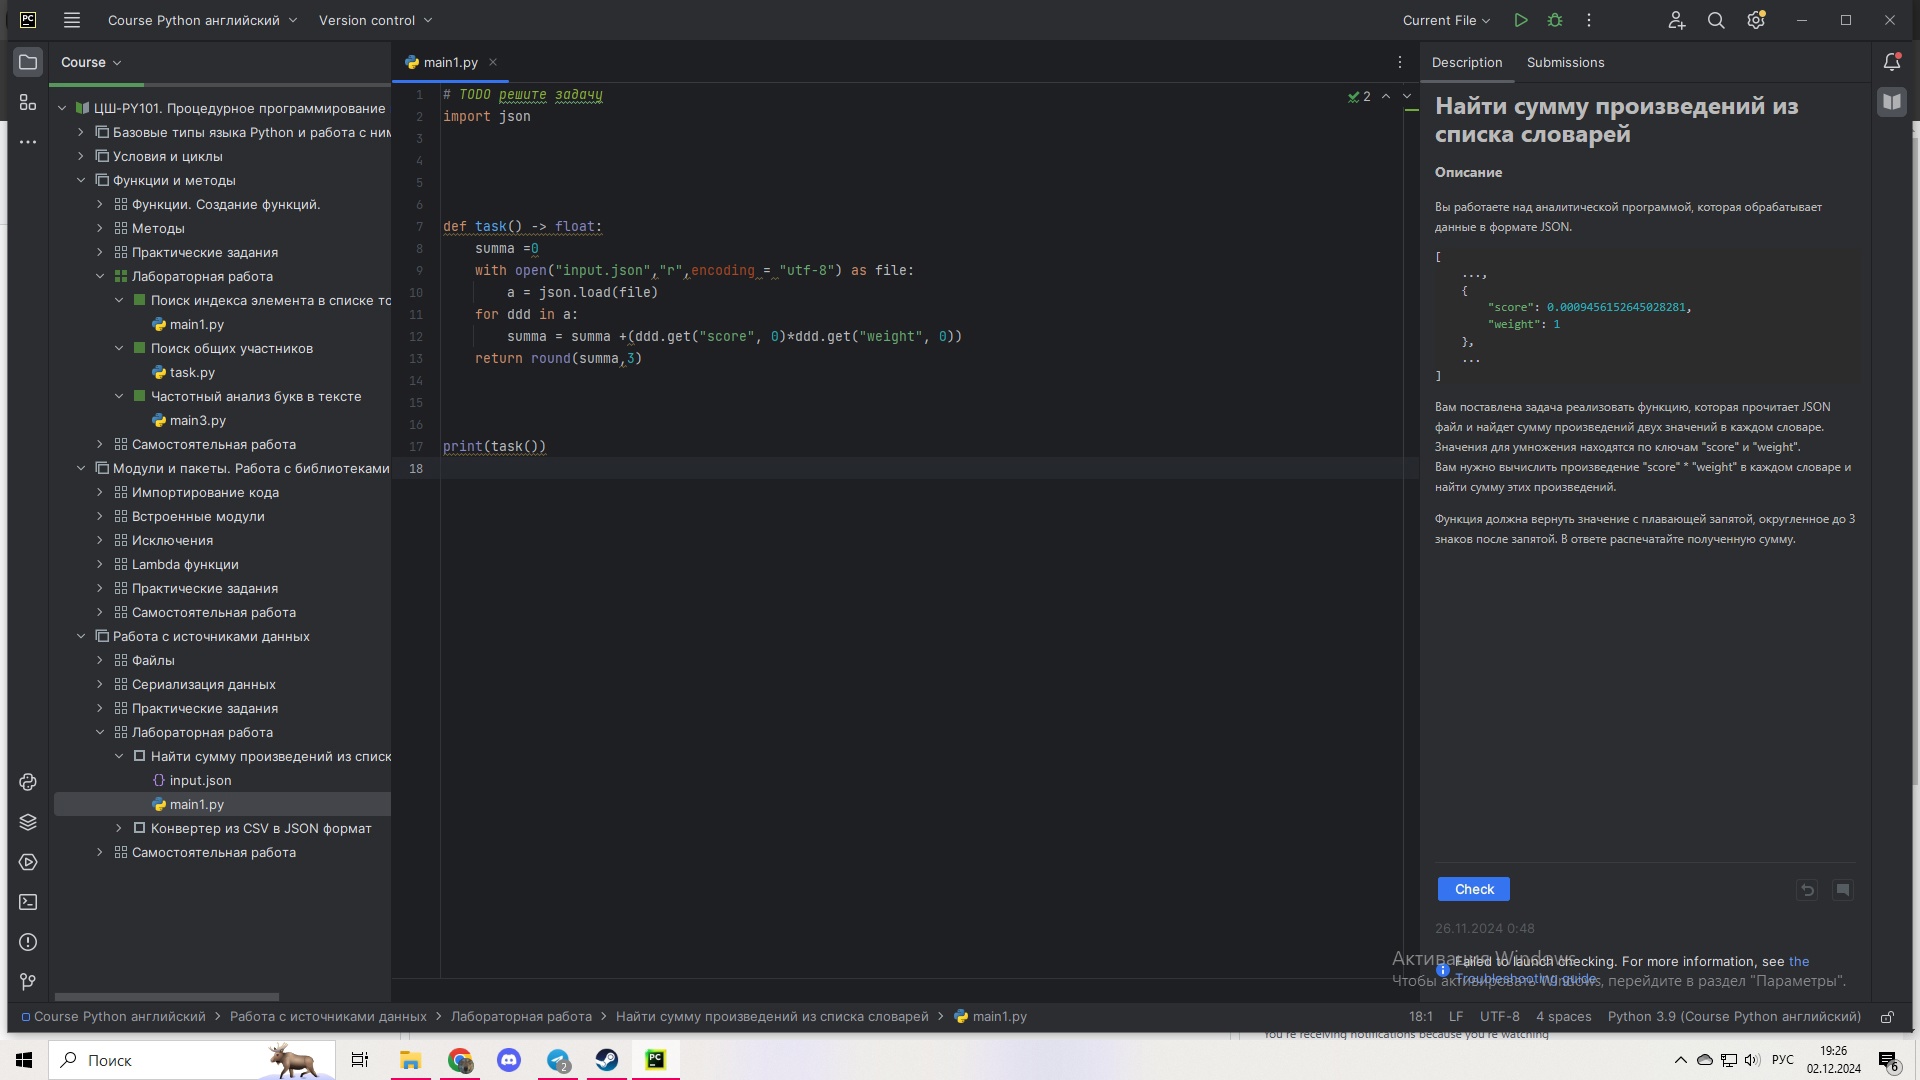 PC
Course Python английский
Version control
Current File
Course
main1.py
Description
Submissions
ЦШ-PY101. Процедурное программирование
Базовые типы языка Python и работа с ним
Условия и циклы
Функции и методы
Функции. Создание функций.
Методы
Практические задания
Лабораторная работа
Поиск индекса элемента в списке то
main1.py
Поиск общих участников
task.py
Частотный анализ букв в тексте
main3.py
Самостоятельная работа
Модули и пакеты. Работа с библиотеками
Импортирование кода
Встроенные модули
Исключения
Lambda функции
Практические задания
Самостоятельная работа
Работа с источниками данных
Файлы
Сериализация данных
Практические задания
Лабораторная работа
Найти сумму произведений из списк
input.json
main1.py
Конвертер из CSV в JSON формат
Самостоятельная работа
1 # TODO решите задачу
2 import json
3
4
5
6
7 def task() -> float:
8 summa =0
9 with open("input.json","r",encoding = "utf-8") as file:
10 a = json.load(file)
11 for ddd in a:
12 summa = summa +(ddd.get("score", 0)*ddd.get("weight", 0))
13 return round(summa,3)
14
15
16
17 print(task())
18
2
Найти сумму произведений из
списка словарей
Описание
Вы работаете над аналитической программой, которая обрабатывает
данные в формате JSON.
[
...,
{
"score": 0.0009456152645028281,
"weight": 1
},
...
]
Вам поставлена задача реализовать функцию, которая прочитает JSON
файл и найдет сумму произведений двух значений в каждом словаре.
Значения для умножения находятся по ключам "score" и "weight".
Вам нужно вычислить произведение "score" * "weight" в каждом словаре и
найти сумму этих произведений.
Функция должна вернуть значение с плавающей запятой, округленное до 3
знаков после запятой. В ответе распечатайте полученную сумму.
Check
26.11.2024 0:48
Failed to launch checking. For more information, see the
Troubleshooting guide
Активация Windows
Чтобы активировать Windows, перейдите в раздел "Параметры".
Course Python английский > Работа с источниками данных > Лабораторная работа > Найти сумму произведений из списка словарей > main1.py
18:1 LF UTF-8 4 spaces Python 3.9 (Course Python английский)
You're receiving notifications because you're watching
Поиск
2
PC
РУС
19:26
02.12.2024
6